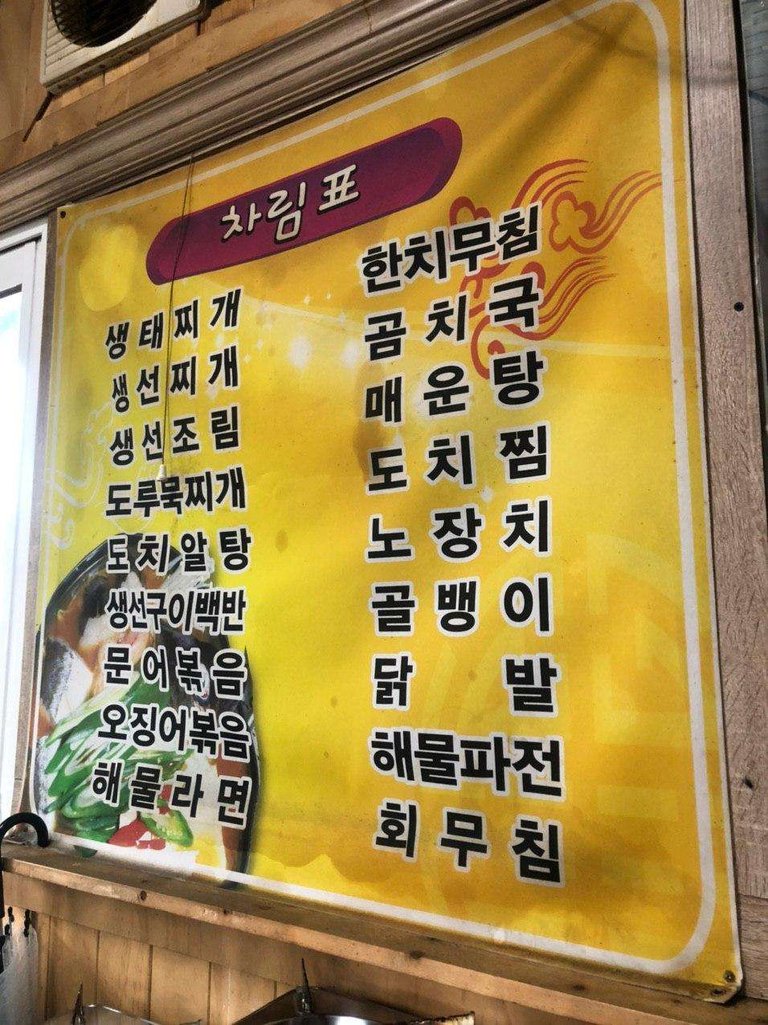 차림표
생태찌개
생선찌개
생선조림
도루묵찌개
도치알탕
생선구이백반
문어볶음
오징어볶음
해물라면
한치무침
곰치국
매운탕
도치찜
노장치
골뱅이
닭발
해물파전
회무침